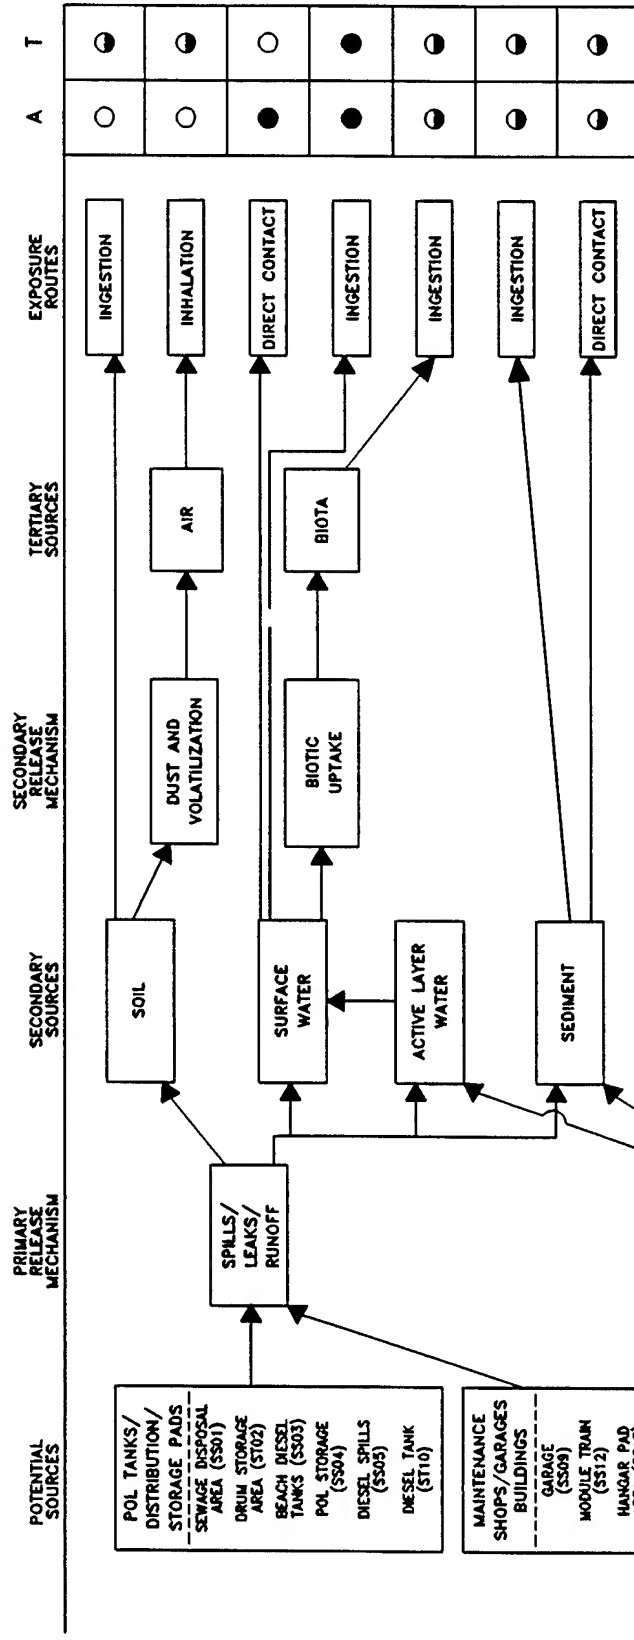 POTENTIAL
SOURCES
PRIMARY
RELEASE
MECHANISM
SECONDARY
SOURCES
SECONDARY
RELEASE
MECHANISM
TERTIARY
SOURCES
EXPOSURE
ROUTES
A
T
POL TANKS/
DISTRIBUTION/
STORAGE PADS
SEWAGE DISPOSAL
AREA (SS01)
DRUM STORAGE
AREA (ST02)
BEACH DIESEL
TANKS (SS03)
POL STORAGE
(SS04)
DIESEL SPILLS
(SS05)
DIESEL TANK
(ST10)
MAINTENANCE
SHOPS/GARAGES
BUILDINGS
GARAGE
(SS09)
MODULE TRAIN
(SS12)
HANGAR PAD
SPILLS/
LEAKS/
RUNOFF
SOIL
SURFACE
WATER
ACTIVE LAYER
WATER
SEDIMENT
DUST AND
VOLATILIZATION
BIOTIC
UPTAKE
AIR
BIOTA
INGESTION
INHALATION
DIRECT CONTACT
INGESTION
INGESTION
INGESTION
DIRECT CONTACT